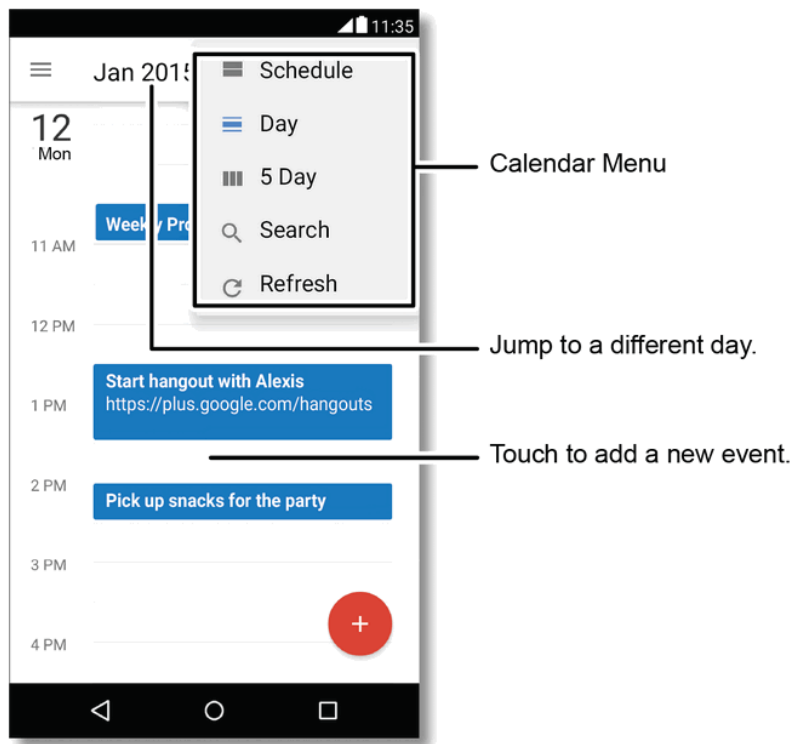 11:35
Jan 2015
Schedule
Day
5 Day
Search
Refresh
Calendar Menu
12
Mon
11 AM
12 PM
1 PM
2 PM
3 PM
4 PM
Weekly Pro
Start hangout with Alexis
https://plus.google.com/hangouts
Pick up snacks for the party
+
Jump to a different day.
Touch to add a new event.